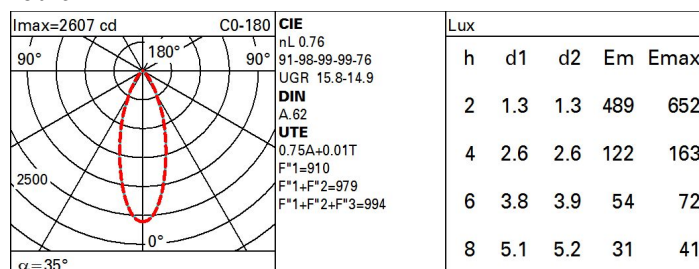 Imax=2607 cd C0-180
90° 180° 90°
2500
0°
α=35°
CIE
nL 0.76
91-98-99-99-76
UGR 15.8-14.9
DIN
A.62
UTE
0.75A+0.01T
F"1=910
F"1+F"2=979
F"1+F"2+F"3=994
Lux
h d1 d2 Em Emax
2 1.3 1.3 489 652
4 2.6 2.6 122 163
6 3.8 3.9 54 72
8 5.1 5.2 31 41